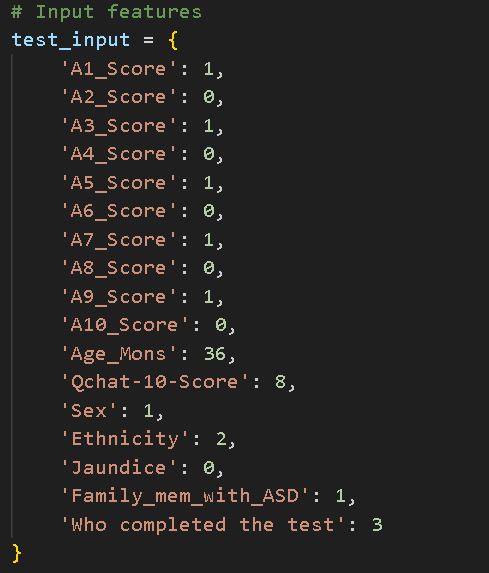 # Input features
test_input = {
    'A1_Score': 1,
    'A2_Score': 0,
    'A3_Score': 1,
    'A4_Score': 0,
    'A5_Score': 1,
    'A6_Score': 0,
    'A7_Score': 1,
    'A8_Score': 0,
    'A9_Score': 1,
    'A10_Score': 0,
    'Age_Mons': 36,
    'Qchat-10-Score': 8,
    'Sex': 1,
    'Ethnicity': 2,
    'Jaundice': 0,
    'Family_mem_with_ASD': 1,
    'Who completed the test': 3
}